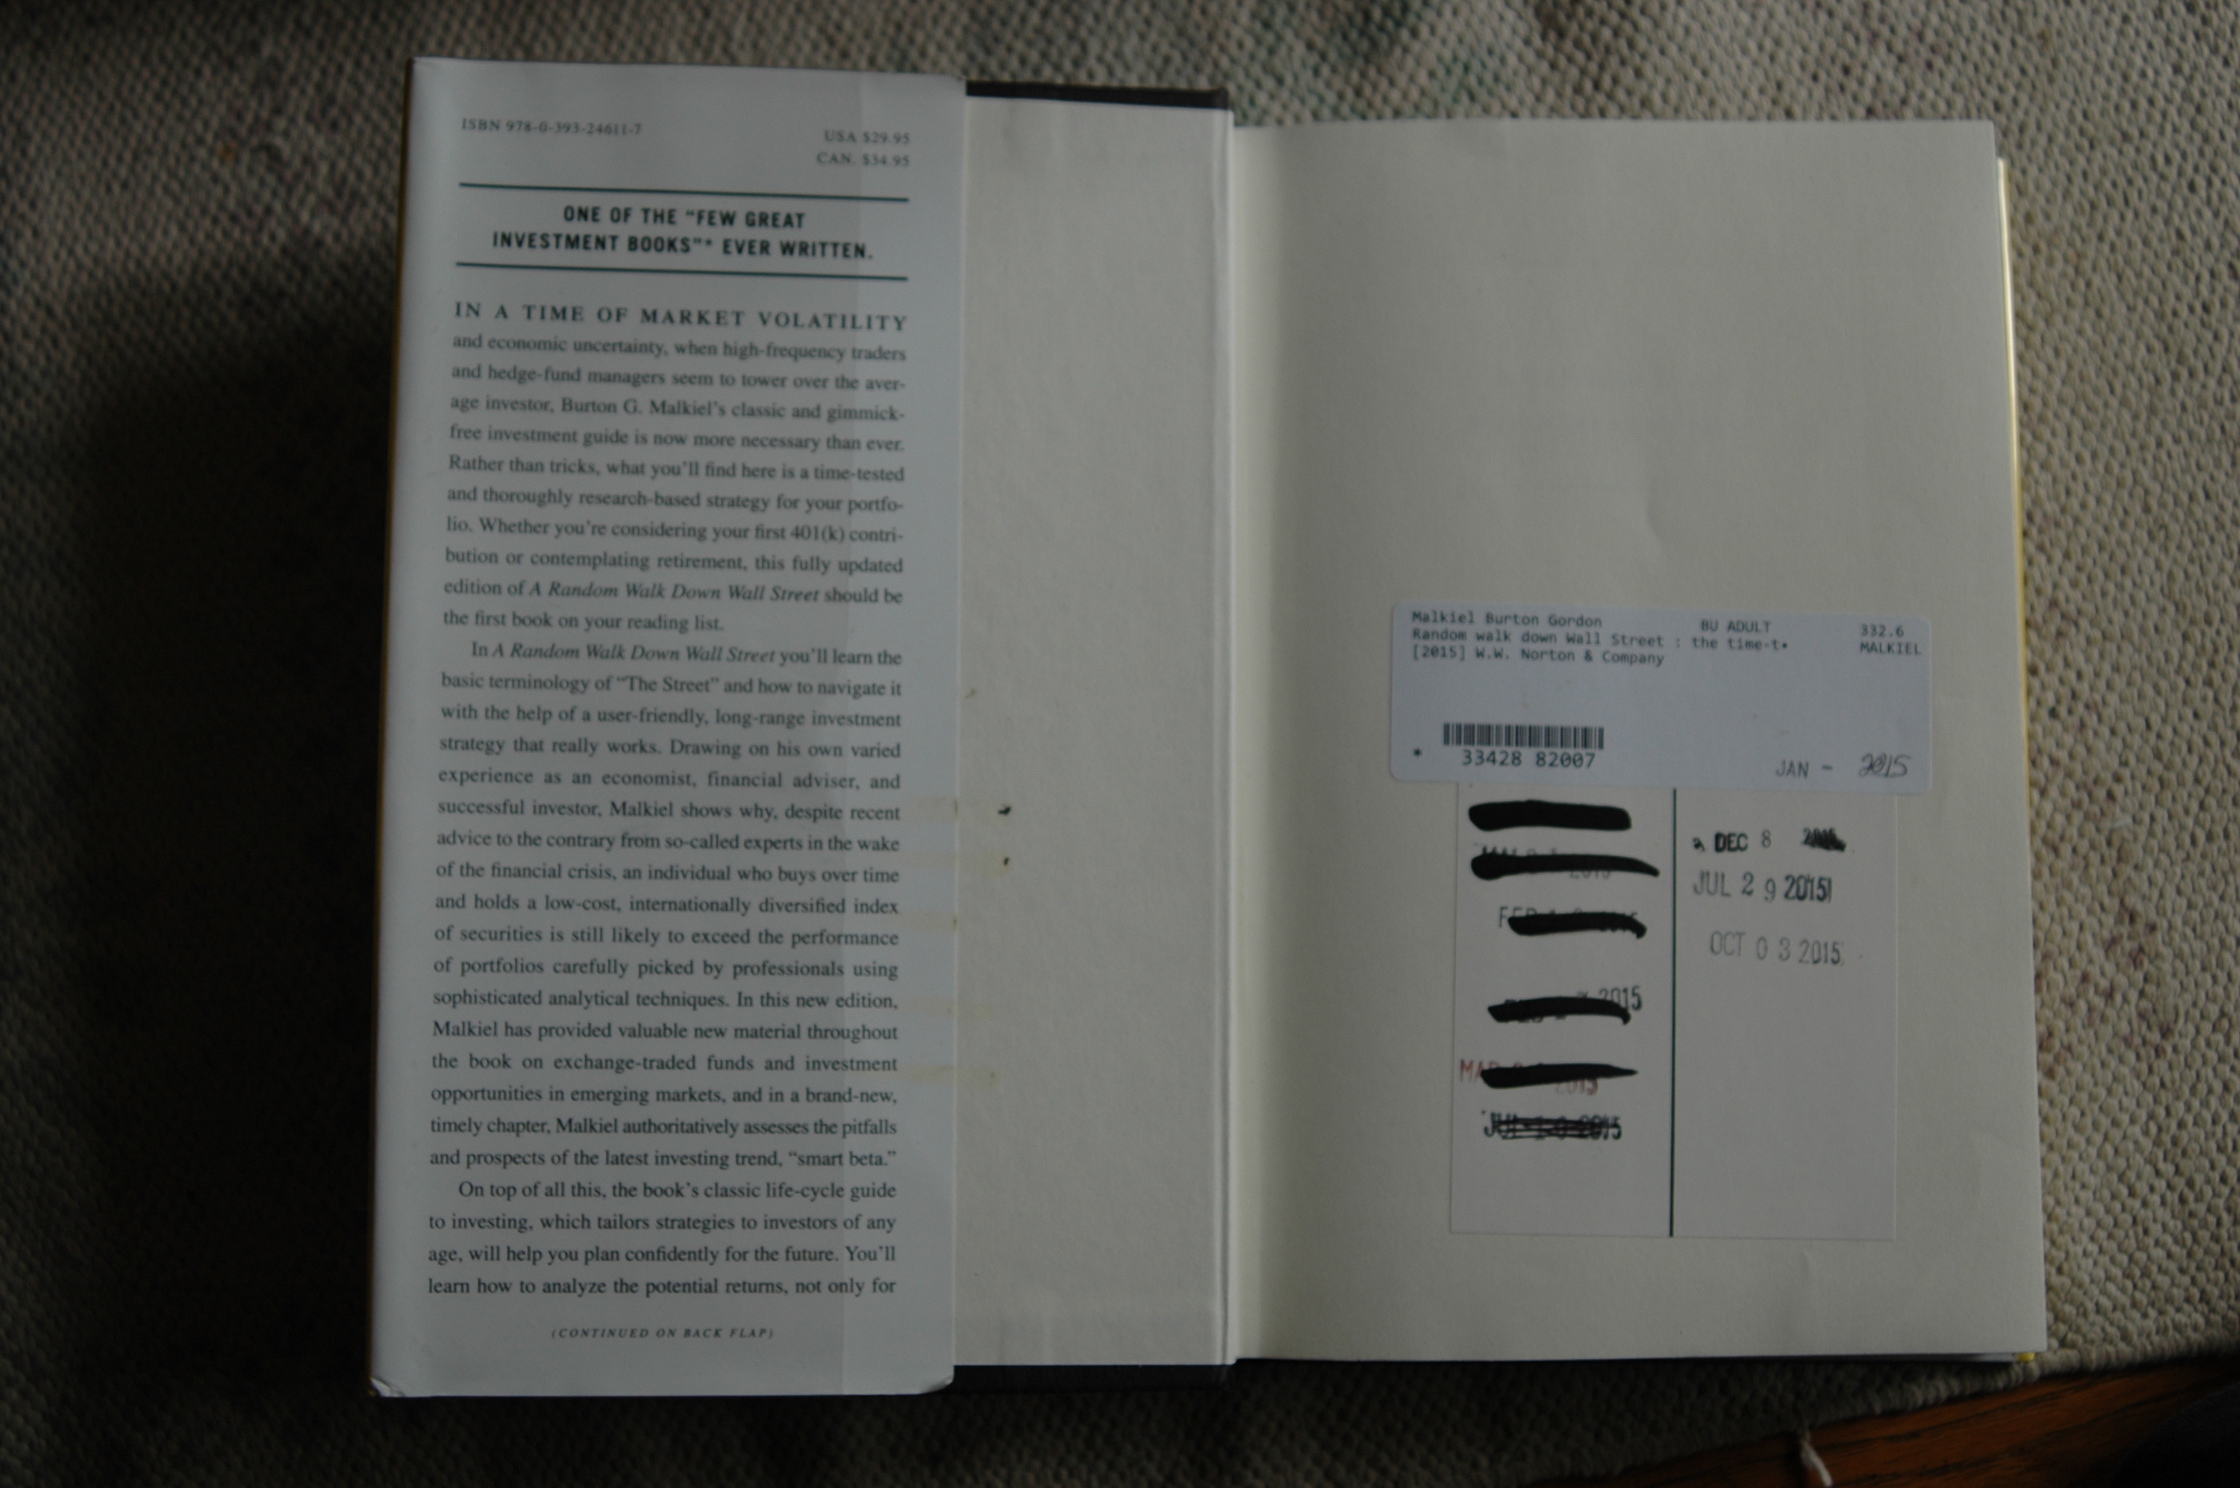 ISBN 978-0-393-24611-7
USA $29.95
CAN. $34.95
ONE OF THE "FEW GREAT
INVESTMENT BOOKS"* EVER WRITTEN.
IN A TIME OF MARKET VOLATILITY
and economic uncertainty, when high-frequency traders
and hedge-fund managers seem to tower over the aver-
age investor, Burton G. Malkiel's classic and gimmick-
free investment guide is now more necessary than ever.
Rather than tricks, what you'll find here is a time-tested
and thoroughly research-based strategy for your portfo-
lio. Whether you're considering your first 401(k) contri-
bution or contemplating retirement, this fully updated
edition of A Random Walk Down Wall Street should be
the first book on your reading list.
In A Random Walk Down Wall Street you'll learn the
basic terminology of "The Street" and how to navigate it
with the help of a user-friendly, long-range investment
strategy that really works. Drawing on his own varied
experience as an economist, financial adviser, and
successful investor, Malkiel shows why, despite recent
advice to the contrary from so-called experts in the wake
of the financial crisis, an individual who buys over time
and holds a low-cost, internationally diversified index
of securities is still likely to exceed the performance
of portfolios carefully picked by professionals using
sophisticated analytical techniques. In this new edition,
Malkiel has provided valuable new material throughout
the book on exchange-traded funds and investment
opportunities in emerging markets, and in a brand-new,
timely chapter, Malkiel authoritatively assesses the pitfalls
and prospects of the latest investing trend, "smart beta."
On top of all this, the book's classic life-cycle guide
to investing, which tailors strategies to investors of any
age, will help you plan confidently for the future. You'll
learn how to analyze the potential returns, not only for
(CONTINUED ON BACK FLAP)
Malkiel Burton Gordon BU ADULT 332.6
Random walk down Wall Street : the time-t• MALKIEL
[2015] W.W. Norton & Company
* 33428 82007
JAN - 2015
DEC 8
JUL 2 9 2015
OCT 0 3 2015
2015